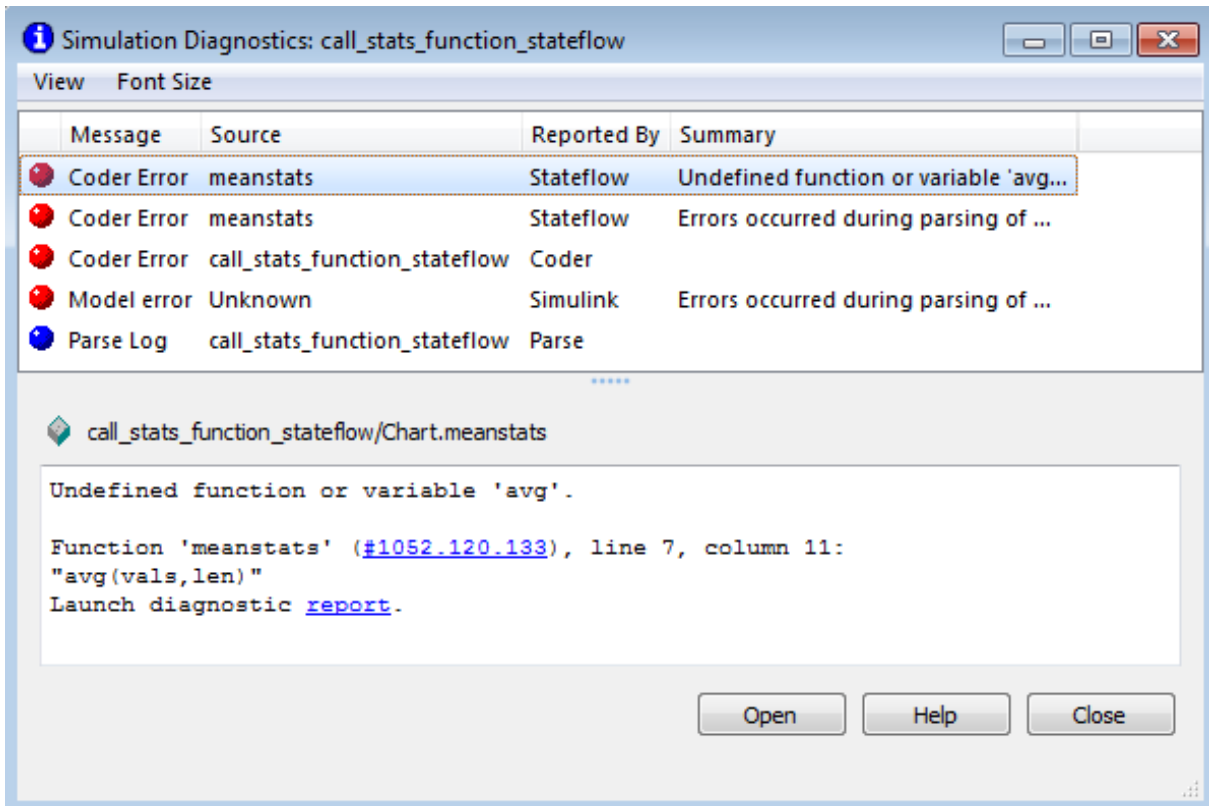 Simulation Diagnostics: call_stats_function_stateflow
View Font Size
Message Source Reported By Summary
Coder Error meanstats Stateflow Undefined function or variable 'avg...
Coder Error meanstats Stateflow Errors occurred during parsing of ...
Coder Error call_stats_function_stateflow Coder
Model error Unknown Simulink Errors occurred during parsing of ...
Parse Log call_stats_function_stateflow Parse
call_stats_function_stateflow/Chart.meanstats
Undefined function or variable 'avg'.
Function 'meanstats' (#1052.120.133), line 7, column 11:
"avg(vals,len)"
Launch diagnostic report.
Open Help Close